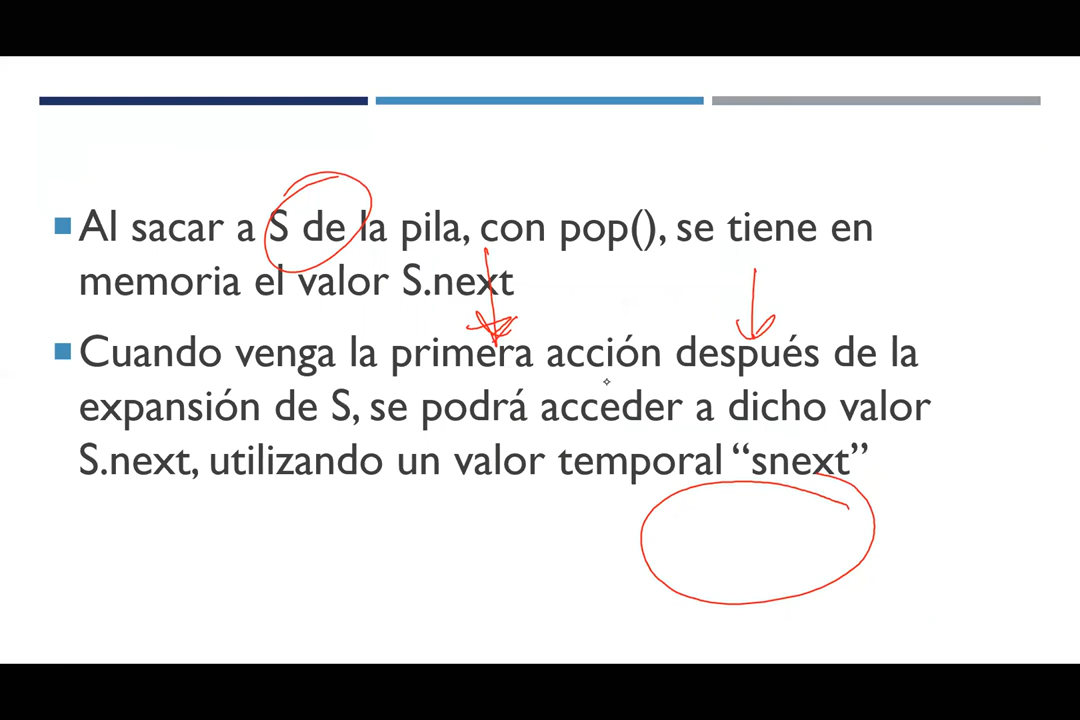 Al sacar a S de la pila, con pop(), se tiene en
memoria el valor S.next
Cuando venga la primera acción después de la
expansión de S, se podrá acceder a dicho valor
S.next, utilizando un valor temporal “snext”